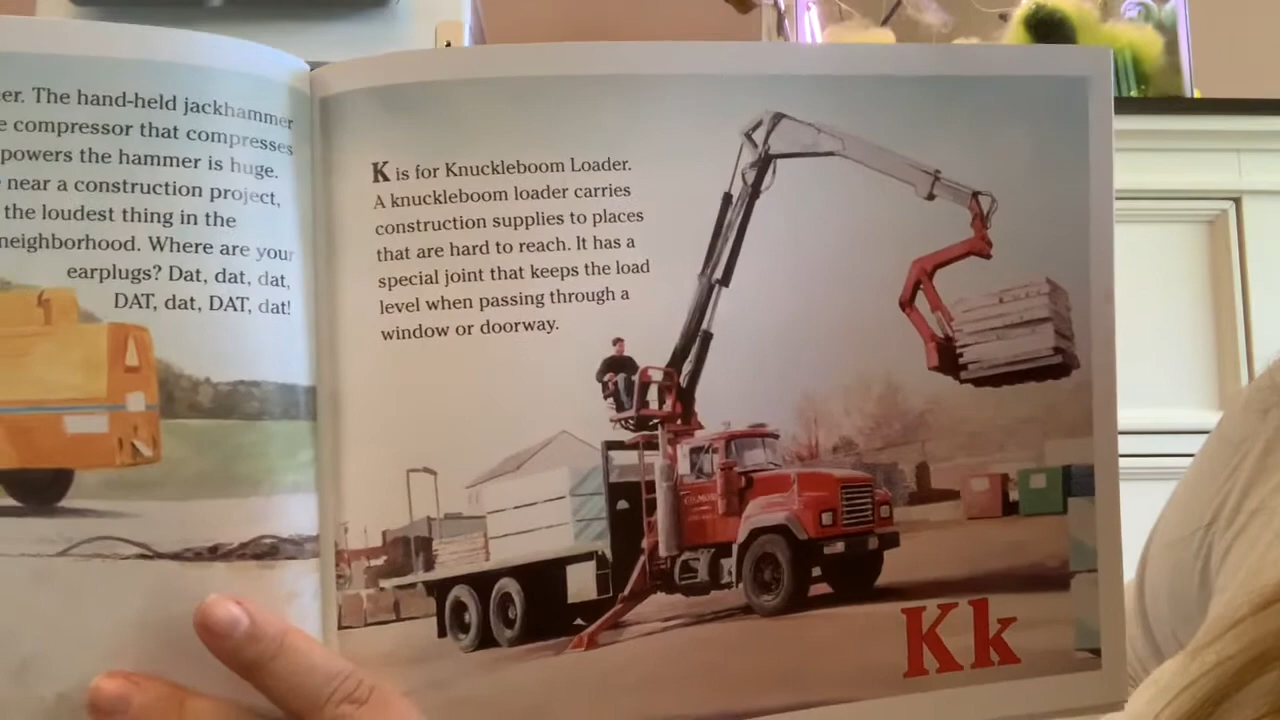 er. The hand-held jackhammer
e compressor that compresses
powers the hammer is huge.
near a construction project,
the loudest thing in the
neighborhood. Where are your
earplugs? Dat, dat, dat,
DAT, dat, DAT, dat!
K is for Knuckleboom Loader.
A knuckleboom loader carries
construction supplies to places
that are hard to reach. It has a
special joint that keeps the load
level when passing through a
window or doorway.
Kk